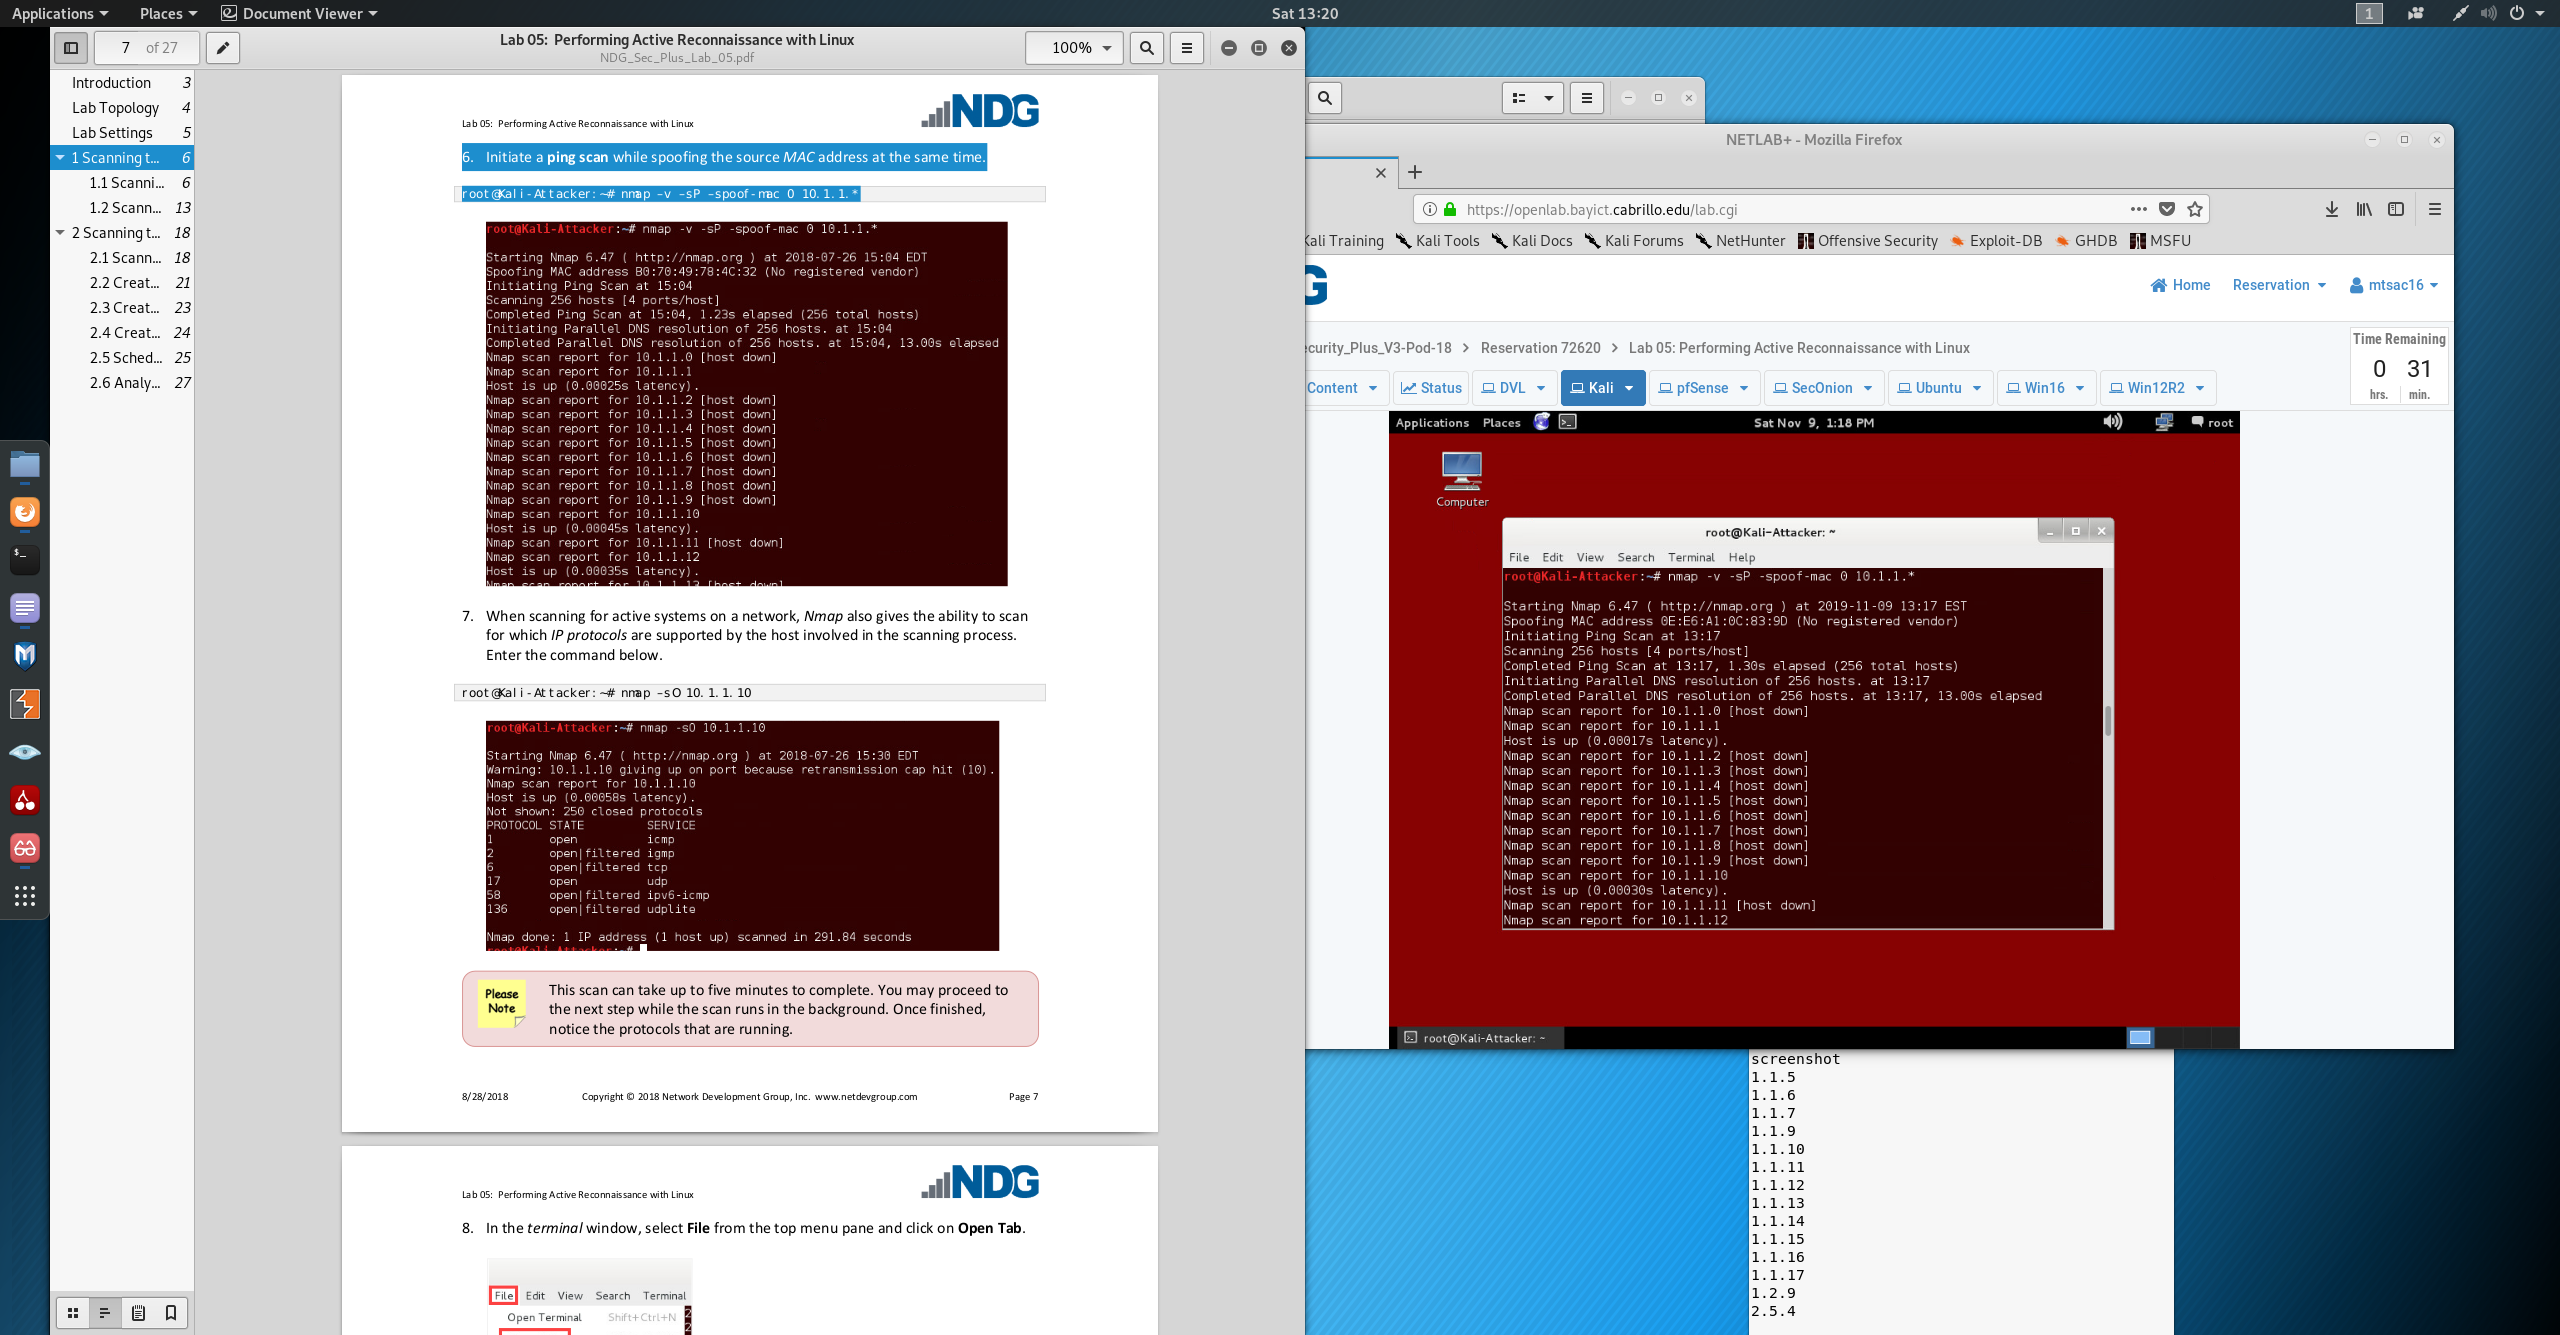 Applications
Places
Document Viewer
Sat 13:20
1
7
of 27
Lab 05:  Performing Active Reconnaissance with Linux
NDG_Sec_Plus_Lab_05.pdf
100%
Introduction 3
Lab Topology 4
Lab Settings 5
1 Scanning t... 6
1.1 Scanni... 6
1.2 Scann... 13
2 Scanning t... 18
2.1 Scann... 18
2.2 Creat... 21
2.3 Creat... 23
2.4 Creat... 24
2.5 Sched... 25
2.6 Analy... 27
Lab 05:  Performing Active Reconnaissance with Linux
NDG
6. Initiate a ping scan while spoofing the source MAC address at the same time.
root@Kali-Attacker:~# nmap –v –sP –spoof-mac 0 10.1.1.*
root@Kali-Attacker:~# nmap -v -sP -spoof-mac 0 10.1.1.*
Starting Nmap 6.47 ( http://nmap.org ) at 2018-07-26 15:04 EDT
Spoofing MAC address B0:70:49:78:4C:32 (No registered vendor)
Initiating Ping Scan at 15:04
Scanning 256 hosts [4 ports/host]
Completed Ping Scan at 15:04, 1.23s elapsed (256 total hosts)
Initiating Parallel DNS resolution of 256 hosts. at 15:04
Completed Parallel DNS resolution of 256 hosts. at 15:04, 13.00s elapsed
Nmap scan report for 10.1.1.0 [host down]
Nmap scan report for 10.1.1.1
Host is up (0.00025s latency).
Nmap scan report for 10.1.1.2 [host down]
Nmap scan report for 10.1.1.3 [host down]
Nmap scan report for 10.1.1.4 [host down]
Nmap scan report for 10.1.1.5 [host down]
Nmap scan report for 10.1.1.6 [host down]
Nmap scan report for 10.1.1.7 [host down]
Nmap scan report for 10.1.1.8 [host down]
Nmap scan report for 10.1.1.9 [host down]
Nmap scan report for 10.1.1.10
Host is up (0.00045s latency).
Nmap scan report for 10.1.1.11 [host down]
Nmap scan report for 10.1.1.12
Host is up (0.00035s latency).
Nmap scan report for 10.1.1.13 [host down]
7. When scanning for active systems on a network, Nmap also gives the ability to scan
for which IP protocols are supported by the host involved in the scanning process.
Enter the command below.
root@Kali-Attacker:~# nmap –sO 10.1.1.10
root@Kali-Attacker:~# nmap -sO 10.1.1.10
Starting Nmap 6.47 ( http://nmap.org ) at 2018-07-26 15:30 EDT
Warning: 10.1.1.10 giving up on port because retransmission cap hit (10).
Nmap scan report for 10.1.1.10
Host is up (0.00058s latency).
Not shown: 250 closed protocols
PROTOCOL STATE SERVICE
1 open icmp
2 open|filtered igmp
6 open|filtered tcp
17 open udp
58 open|filtered ipv6-icmp
136 open|filtered udplite
Nmap done: 1 IP address (1 host up) scanned in 291.84 seconds
root@Kali-Attacker:~#
Please Note
This scan can take up to five minutes to complete. You may proceed to
the next step while the scan runs in the background. Once finished,
notice the protocols that are running.
8/28/2018
Copyright © 2018 Network Development Group, Inc.  www.netdevgroup.com
Page 7
Lab 05:  Performing Active Reconnaissance with Linux
NDG
8. In the terminal window, select File from the top menu pane and click on Open Tab.
File Edit View Search Terminal
Open Terminal Shift+Ctrl+N
NETLAB+ - Mozilla Firefox
https://openlab.bayict.cabrillo.edu/lab.cgi
Kali Training
Kali Tools
Kali Docs
Kali Forums
NetHunter
Offensive Security
Exploit-DB
GHDB
MSFU
G
Home
Reservation
mtsac16
ecurity_Plus_V3-Pod-18
Reservation 72620
Lab 05: Performing Active Reconnaissance with Linux
Time Remaining
0 31
hrs. min.
Content
Status
DVL
Kali
pfSense
SecOnion
Ubuntu
Win16
Win12R2
Applications Places
Sat Nov 9, 1:18 PM
root
Computer
root@Kali-Attacker: ~
File Edit View Search Terminal Help
root@Kali-Attacker:~# nmap -v -sP -spoof-mac 0 10.1.1.*
Starting Nmap 6.47 ( http://nmap.org ) at 2019-11-09 13:17 EST
Spoofing MAC address 0E:E6:A1:0C:83:9D (No registered vendor)
Initiating Ping Scan at 13:17
Scanning 256 hosts [4 ports/host]
Completed Ping Scan at 13:17, 1.30s elapsed (256 total hosts)
Initiating Parallel DNS resolution of 256 hosts. at 13:17
Completed Parallel DNS resolution of 256 hosts. at 13:17, 13.00s elapsed
Nmap scan report for 10.1.1.0 [host down]
Nmap scan report for 10.1.1.1
Host is up (0.00017s latency).
Nmap scan report for 10.1.1.2 [host down]
Nmap scan report for 10.1.1.3 [host down]
Nmap scan report for 10.1.1.4 [host down]
Nmap scan report for 10.1.1.5 [host down]
Nmap scan report for 10.1.1.6 [host down]
Nmap scan report for 10.1.1.7 [host down]
Nmap scan report for 10.1.1.8 [host down]
Nmap scan report for 10.1.1.9 [host down]
Nmap scan report for 10.1.1.10
Host is up (0.00030s latency).
Nmap scan report for 10.1.1.11 [host down]
Nmap scan report for 10.1.1.12
root@Kali-Attacker: ~
screenshot
1.1.5
1.1.6
1.1.7
1.1.9
1.1.10
1.1.11
1.1.12
1.1.13
1.1.14
1.1.15
1.1.16
1.1.17
1.2.9
2.5.4